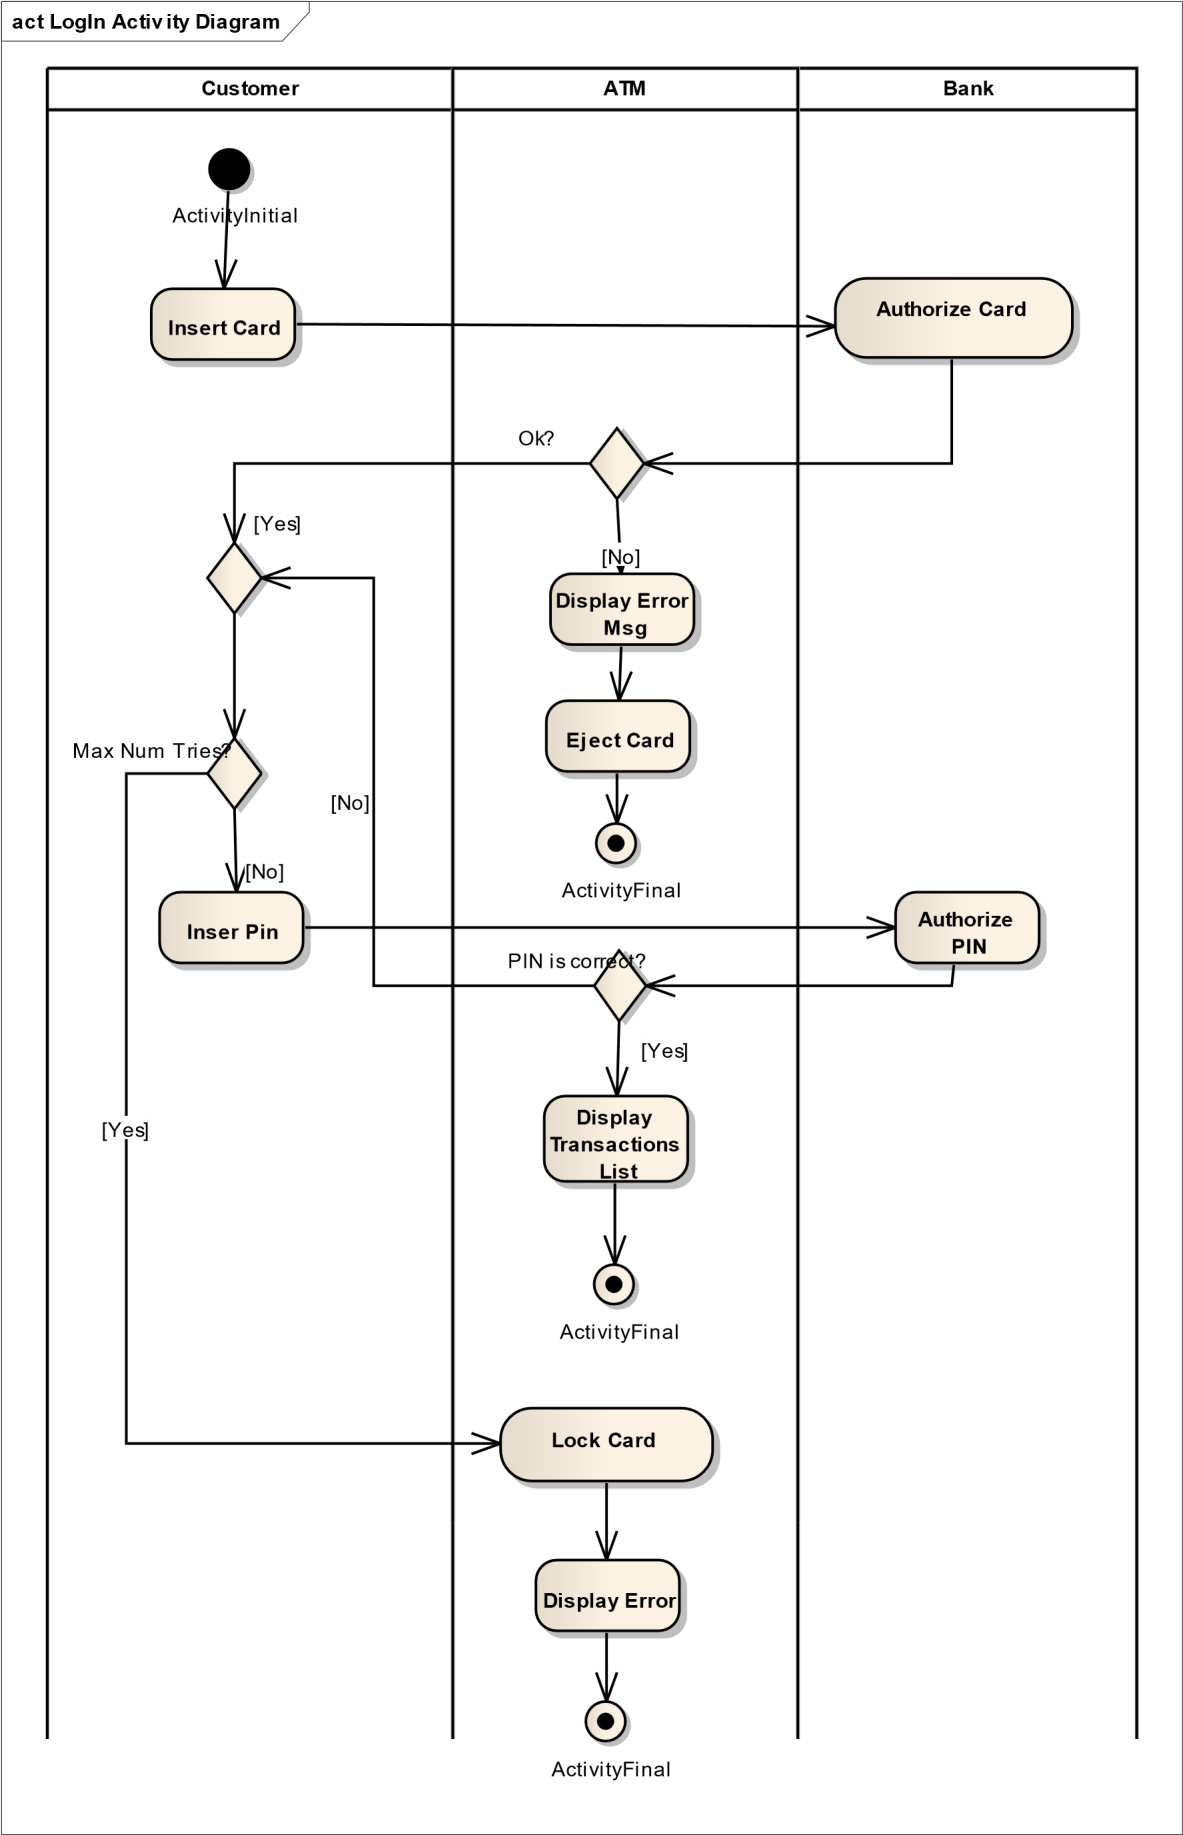 act LogIn Activity Diagram
Customer
ATM
Bank
ActivityInitial
Insert Card
Authorize Card
Ok?
[Yes]
[No]
Display Error
Msg
Eject Card
Max Num Tries?
[No]
[No]
ActivityFinal
Inser Pin
Authorize
PIN
PIN is correct?
[Yes]
Display
Transactions
List
[Yes]
ActivityFinal
Lock Card
Display Error
ActivityFinal